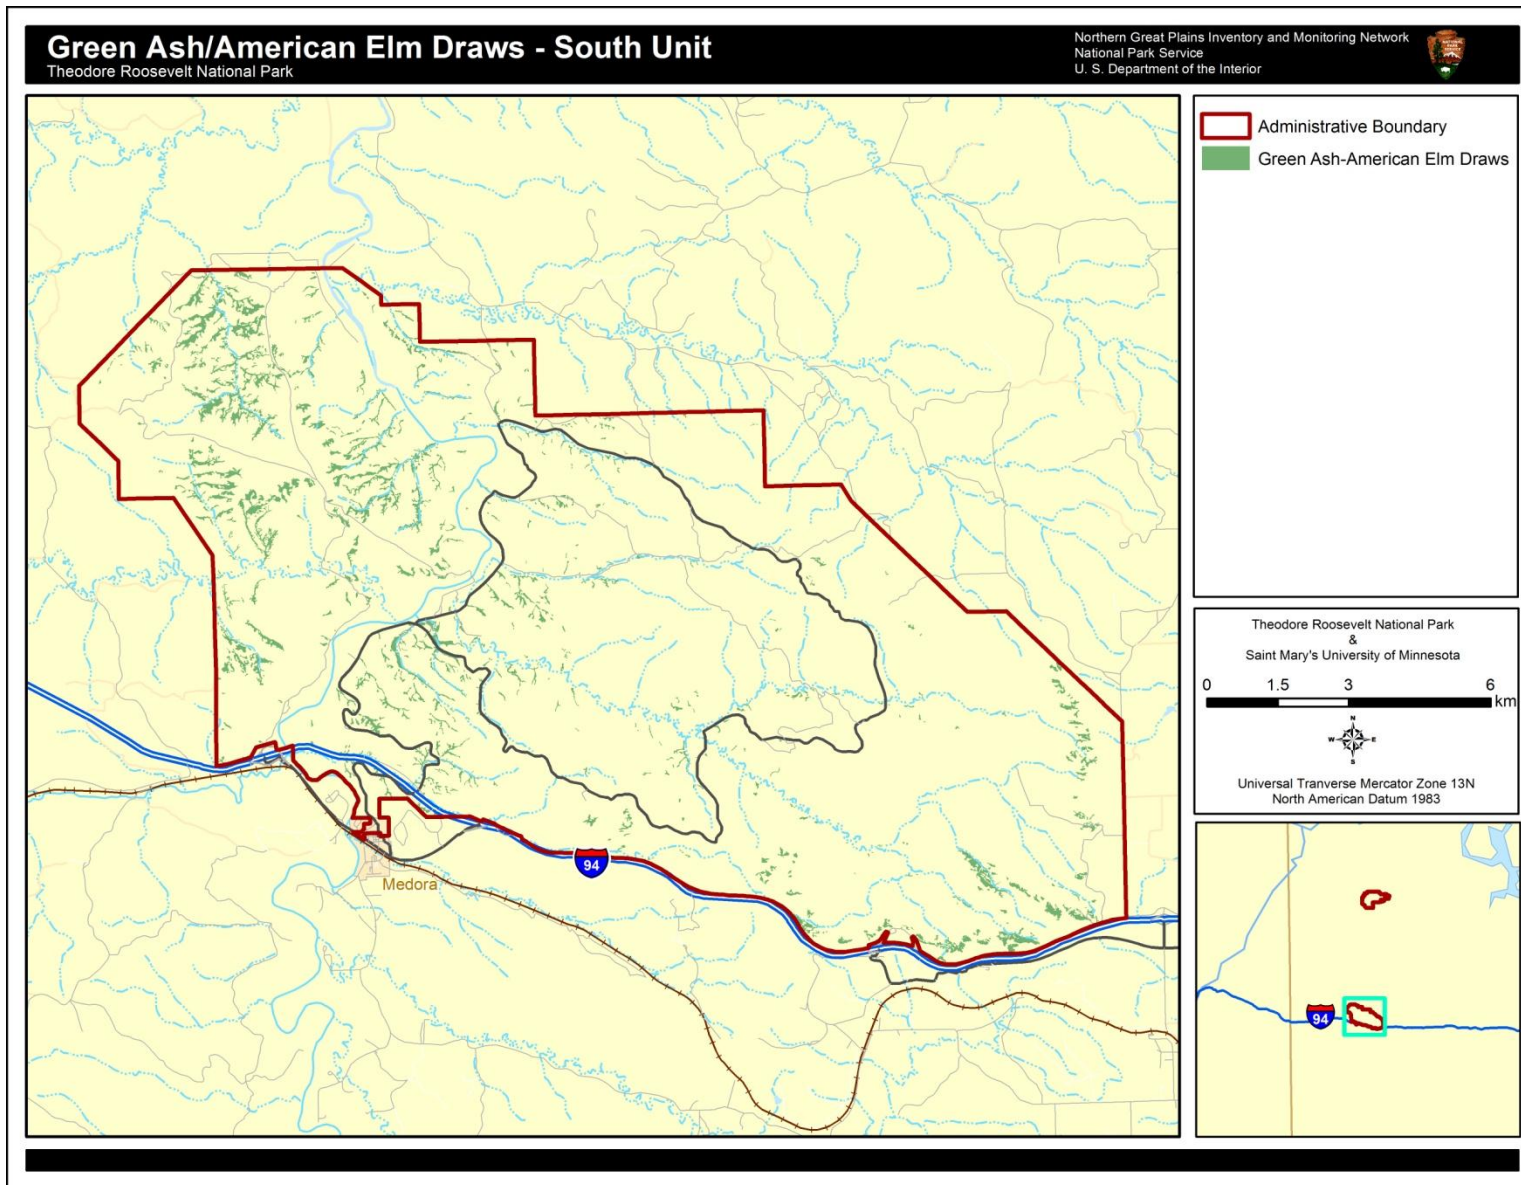 Green Ash/American Elm Draws - South Unit
Theodore Roosevelt National Park
Northern Great Plains Inventory and Monitoring Network
National Park Service
U. S. Department of the Interior
Administrative Boundary
Green Ash-American Elm Draws
94
Medora
Theodore Roosevelt National Park
&
Saint Mary's University of Minnesota
0 1.5 3 6
km
N
W E
S
Universal Tranverse Mercator Zone 13N
North American Datum 1983
94